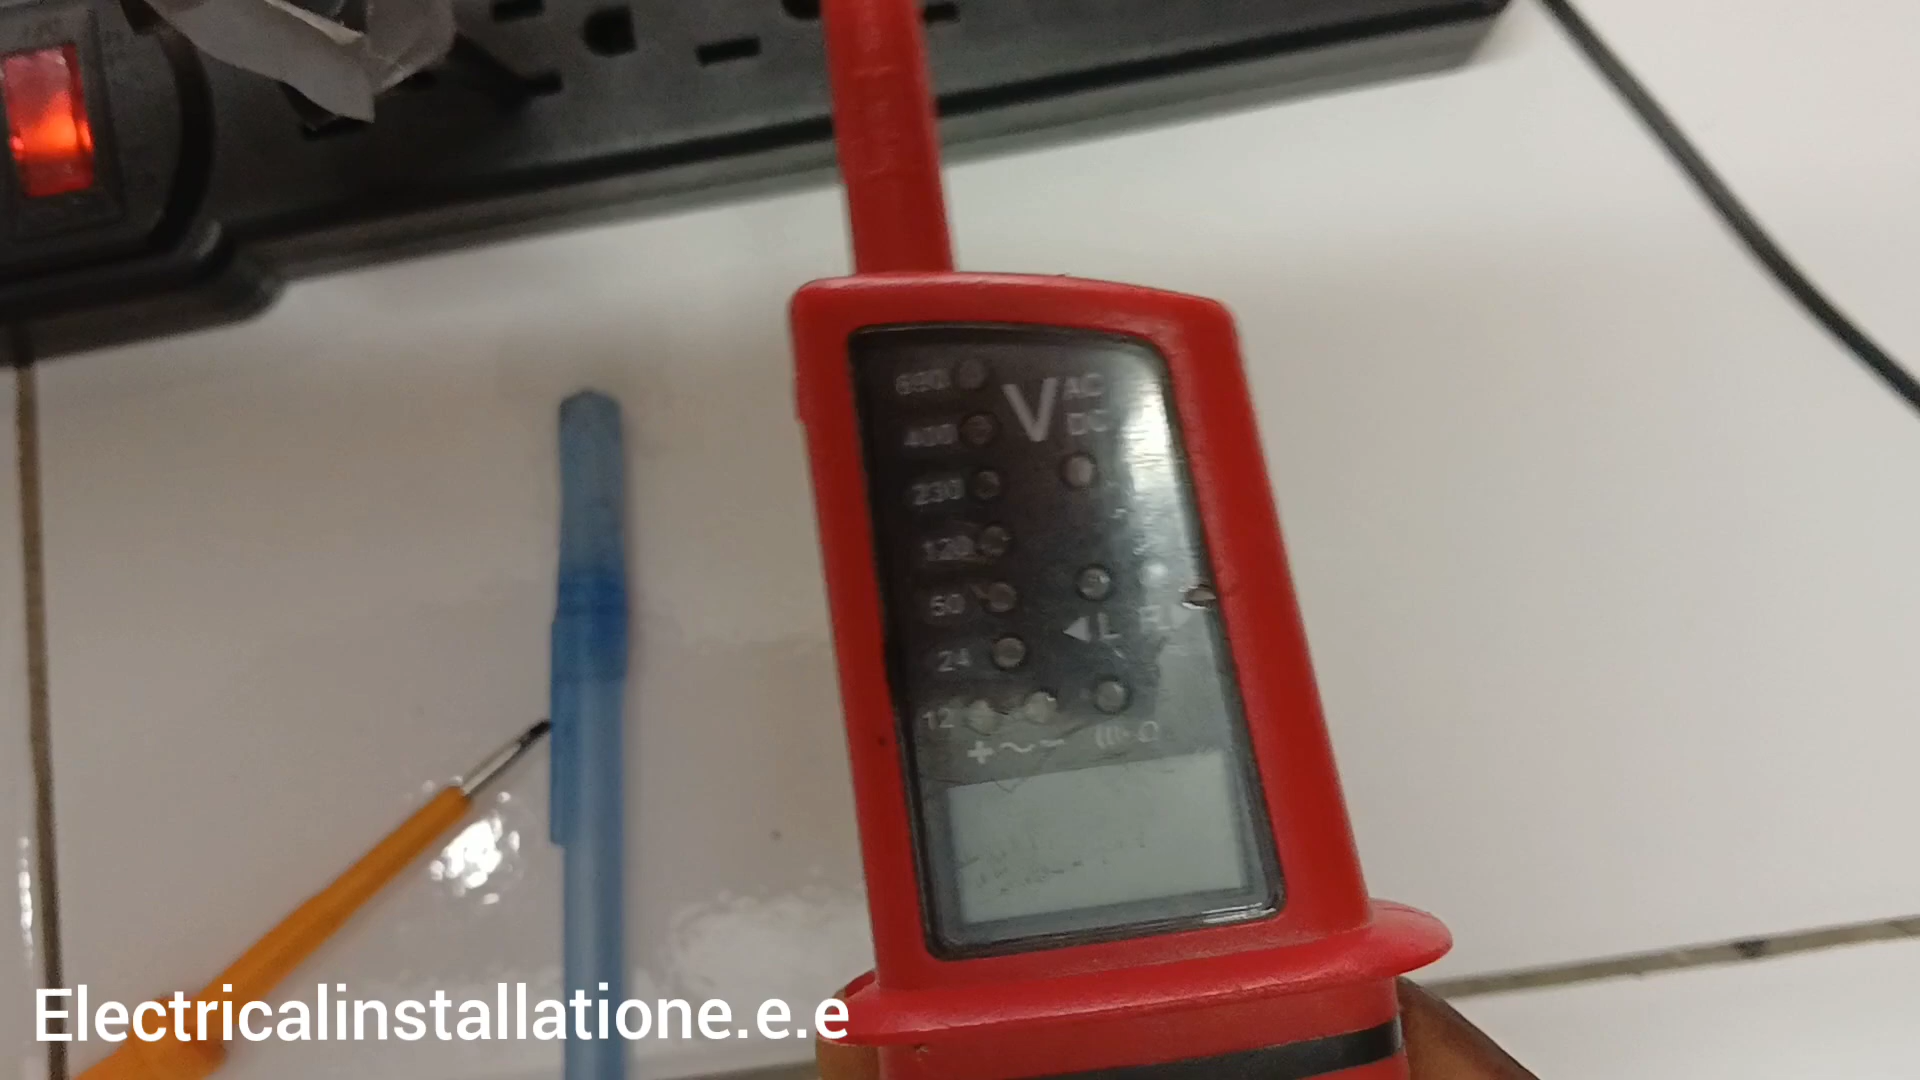 690
V AC
DC
400
230
120
50
24
◀L R▶
12
+ ~ -
Ω
Electricalinstallatione.e.e